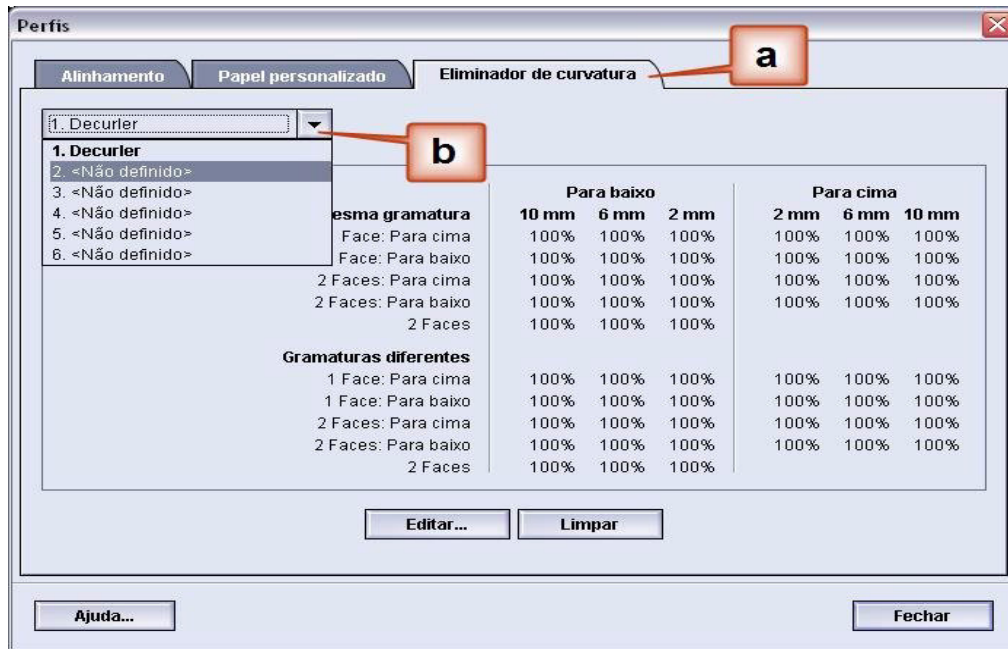 Perfis
a
Alinhamento Papel personalizado Eliminador de curvatura
1. Decurler
b
1. Decurler
2. <Não definido>
3. <Não definido>
4. <Não definido>
5. <Não definido>
6. <Não definido>
Para baixo Para cima
esma gramatura 10 mm 6 mm 2 mm 2 mm 6 mm 10 mm
Face: Para cima 100% 100% 100% 100% 100% 100%
Face: Para baixo 100% 100% 100% 100% 100% 100%
2 Faces: Para cima 100% 100% 100% 100% 100% 100%
2 Faces: Para baixo 100% 100% 100% 100% 100% 100%
2 Faces 100% 100% 100%
Gramaturas diferentes
1 Face: Para cima 100% 100% 100% 100% 100% 100%
1 Face: Para baixo 100% 100% 100% 100% 100% 100%
2 Faces: Para cima 100% 100% 100% 100% 100% 100%
2 Faces: Para baixo 100% 100% 100% 100% 100% 100%
2 Faces 100% 100% 100%
Editar... Limpar
Ajuda... Fechar